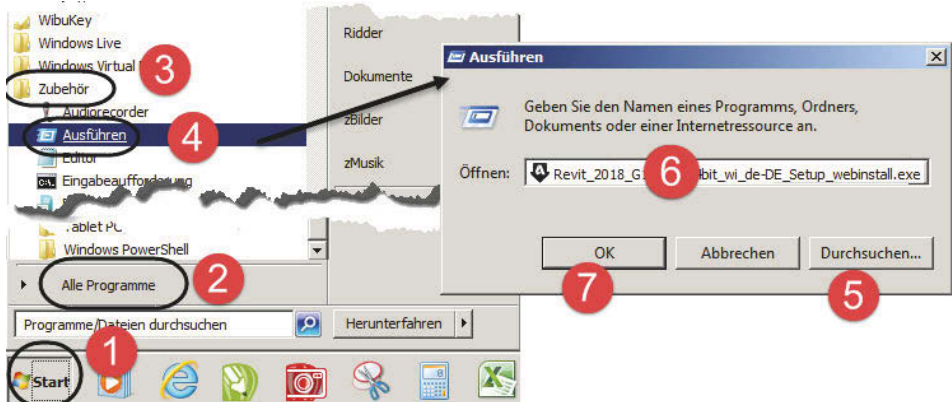 WibuKey
Windows Live
Windows Virtual
3
Zubehör
Audiorecorder
4
Ausführen
Editor
Eingabeaufforderung
Tablet PC
Windows PowerShell
2
Alle Programme
Programme/Dateien durchsuchen
1
Start
Ridder
Dokumente
zBilder
zMusik
Herunterfahren
Ausführen
Geben Sie den Namen eines Programms, Ordners,
Dokuments oder einer Internetressource an.
Öffnen:
6
bit_wi_de-DE_Setup_webinstall.exe
OK
Abbrechen
Durchsuchen...
7
5